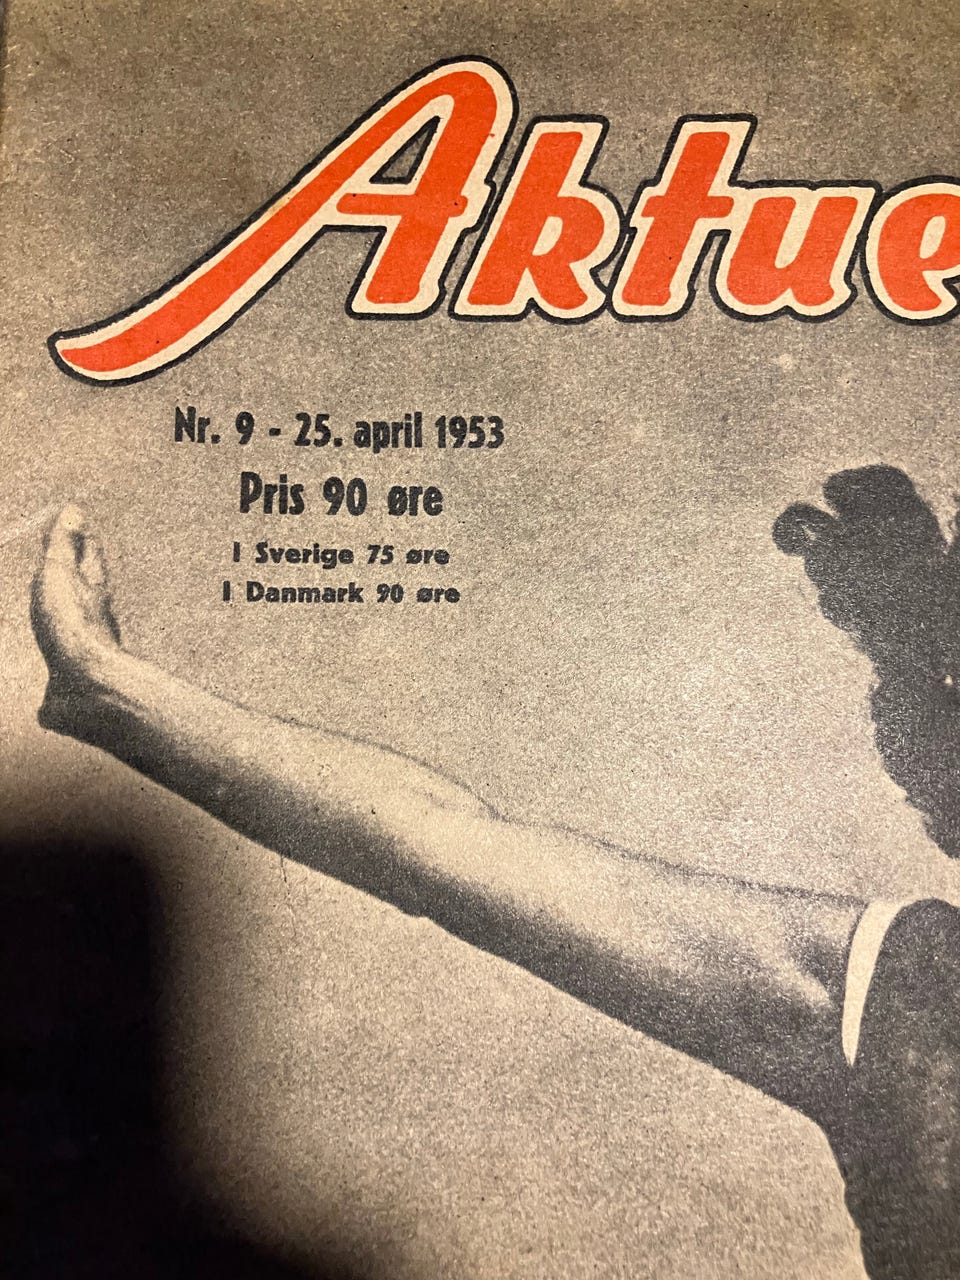 Aktue
Nr. 9 - 25. april 1953
Pris 90 øre
I Sverige 75 øre
I Danmark 90 øre